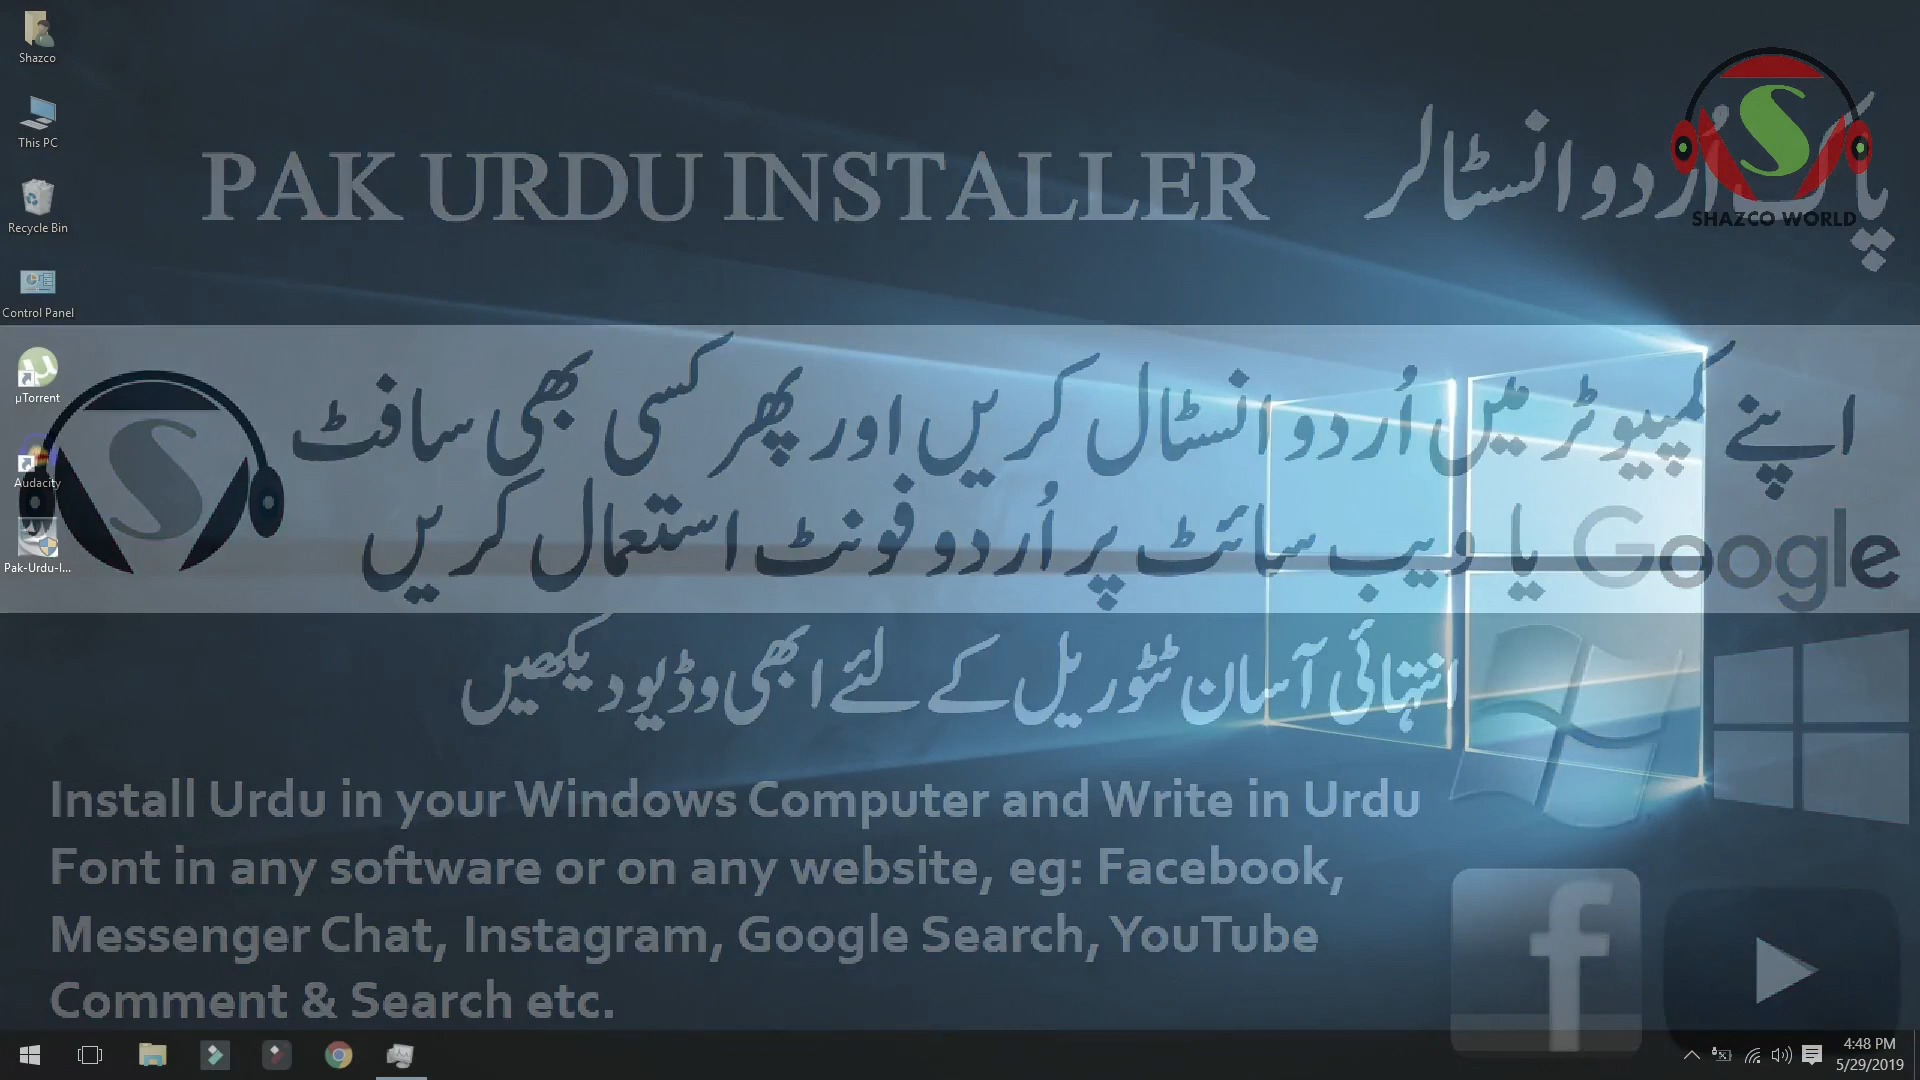 Shazco
This PC
Recycle Bin
Control Panel
µTorrent
Audacity
Pak-Urdu-I...
PAK URDU INSTALLER
پاک اُردو انسٹالر
SHAZCO WORLD
اپنے کمپیوٹر میں اُردو انسٹال کریں اور پھر کسی بھی سافٹ
یا ویب سائٹ پر اُردو فونٹ استعمال کریں
Google
انتہائی آسان ٹٹوریل کے لئے ابھی وڈیو دیکھیں
Install Urdu in your Windows Computer and Write in Urdu
Font in any software or on any website, eg: Facebook,
Messenger Chat, Instagram, Google Search, YouTube
Comment & Search etc.
4:48 PM
5/29/2019